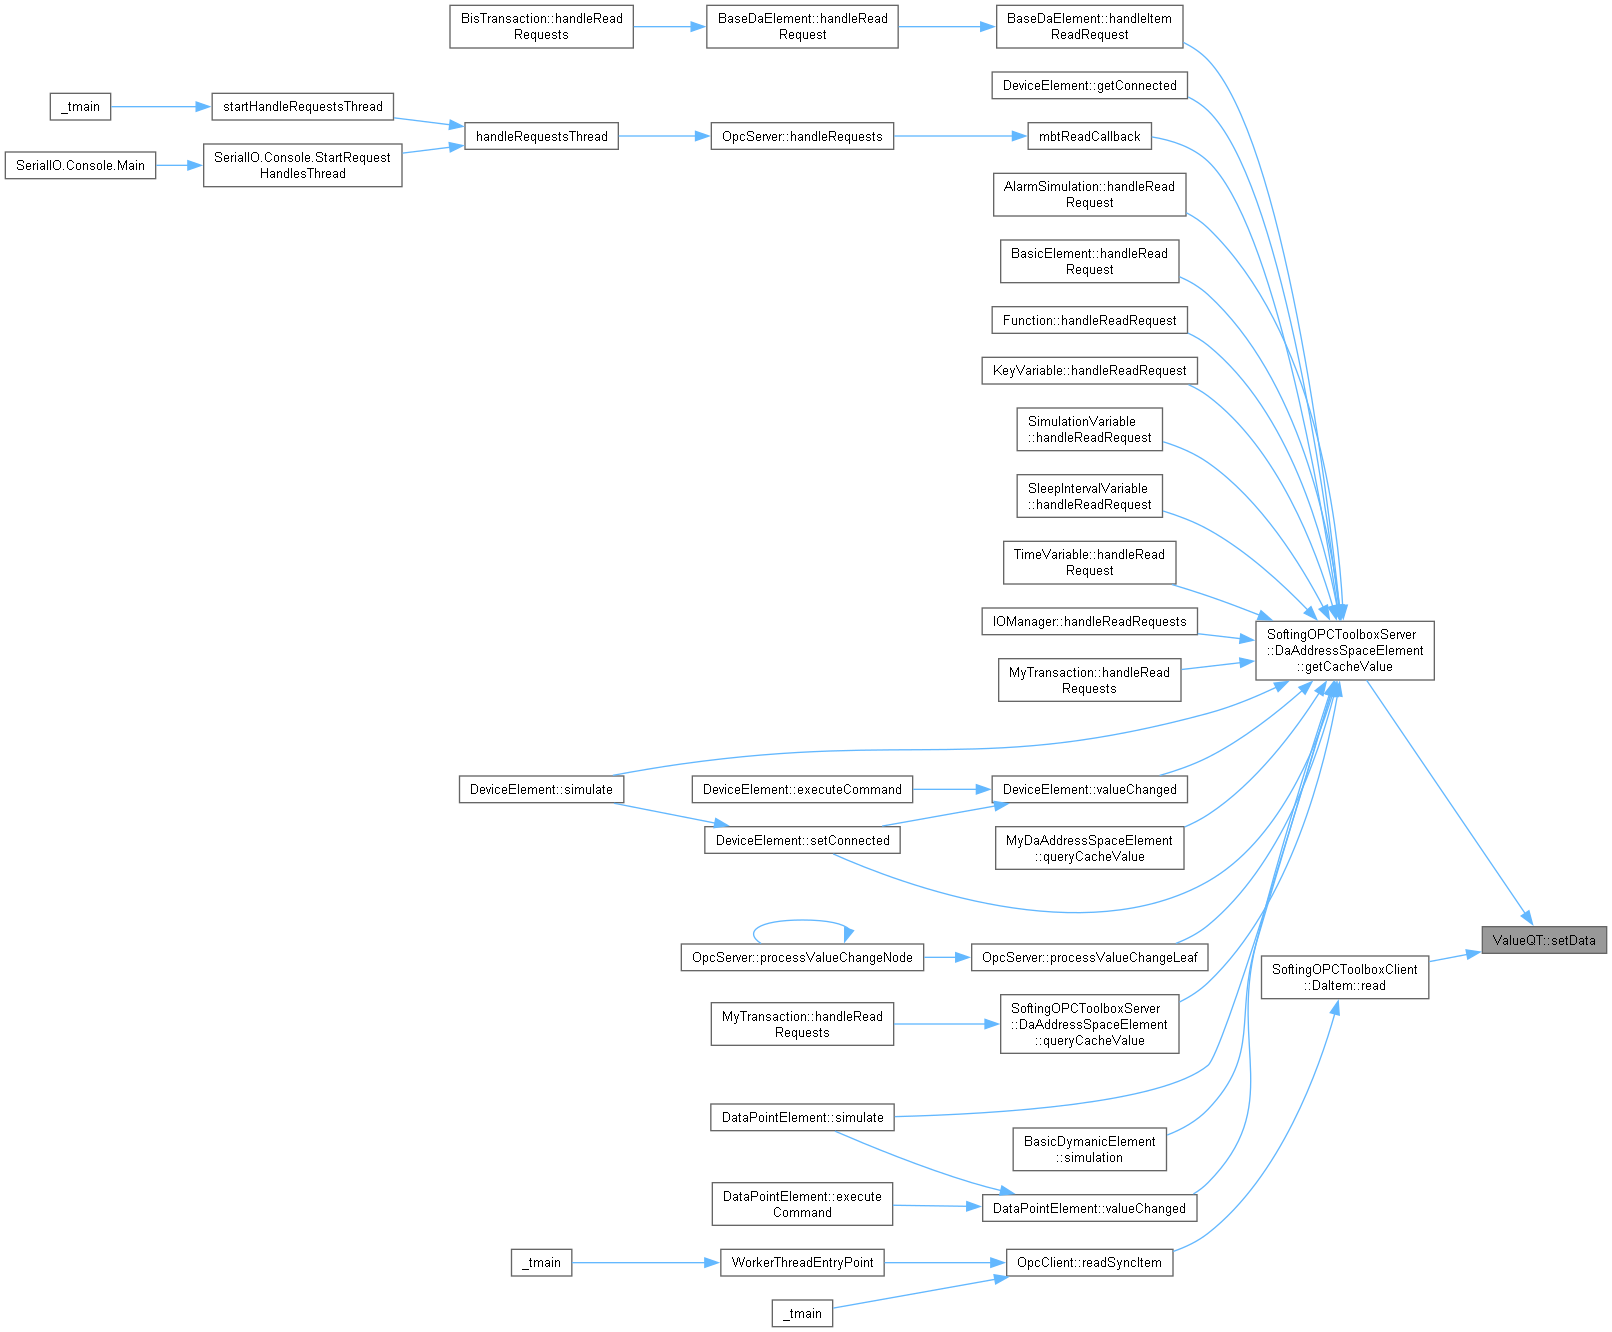 BisTransaction::handleRead
Requests
BaseDaElement::handleRead
Request
BaseDaElement::handleItem
ReadRequest
DeviceElement::getConnected
_tmain
startHandleRequestsThread
handleRequestsThread
OpcServer::handleRequests
mbtReadCallback
SerialIO.Console.Main
SerialIO.Console.StartRequest
HandlesThread
AlarmSimulation::handleRead
Request
BasicElement::handleRead
Request
Function::handleReadRequest
KeyVariable::handleReadRequest
SimulationVariable
::handleReadRequest
SleepIntervalVariable
::handleReadRequest
TimeVariable::handleRead
Request
IOManager::handleReadRequests
SoftingOPCToolboxServer
::DaAddressSpaceElement
::getCacheValue
MyTransaction::handleRead
Requests
DeviceElement::simulate
DeviceElement::executeCommand
DeviceElement::valueChanged
DeviceElement::setConnected
MyDaAddressSpaceElement
::queryCacheValue
ValueQT::setData
OpcServer::processValueChangeNode
OpcServer::processValueChangeLeaf
SoftingOPCToolboxClient
::DaItem::read
MyTransaction::handleRead
Requests
SoftingOPCToolboxServer
::DaAddressSpaceElement
::queryCacheValue
DataPointElement::simulate
BasicDymanicElement
::simulation
DataPointElement::execute
Command
DataPointElement::valueChanged
_tmain
WorkerThreadEntryPoint
OpcClient::readSyncItem
_tmain